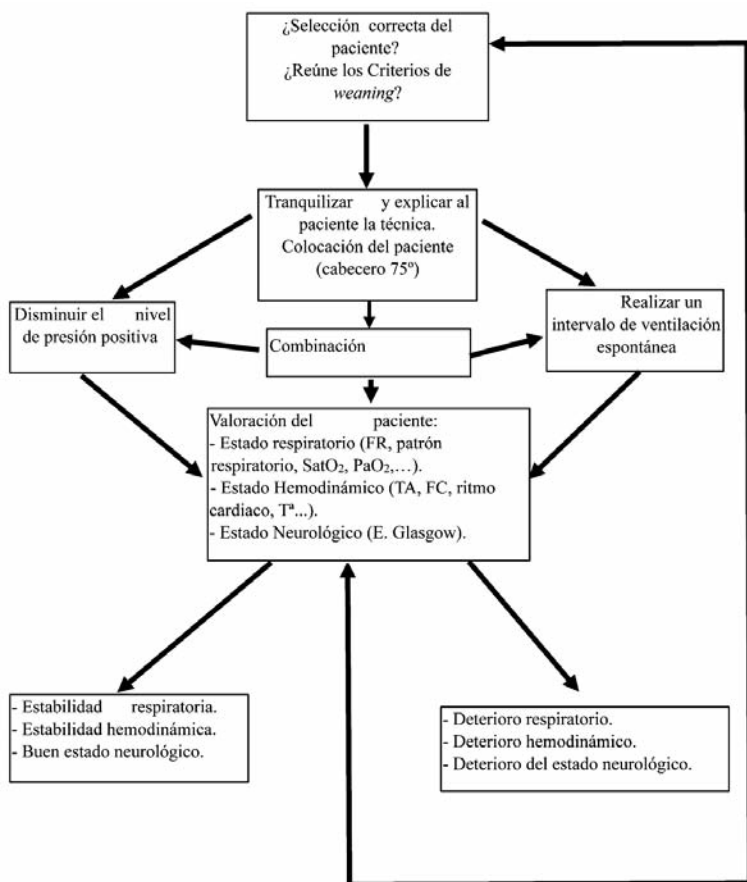 ¿Selección correcta del
paciente?
¿Reúne los Criterios de
weaning?
Tranquilizar y explicar al
paciente la técnica.
Colocación del paciente
(cabecero 75º)
Disminuir el nivel
de presión positiva
Combinación
Realizar un
intervalo de ventilación
espontánea
Valoración del paciente:
- Estado respiratorio (FR, patrón
respiratorio, SatO₂, PaO₂,…).
- Estado Hemodinámico (TA, FC, ritmo
cardiaco, Tª...).
- Estado Neurológico (E. Glasgow).
- Estabilidad respiratoria.
- Estabilidad hemodinámica.
- Buen estado neurológico.
- Deterioro respiratorio.
- Deterioro hemodinámico.
- Deterioro del estado neurológico.